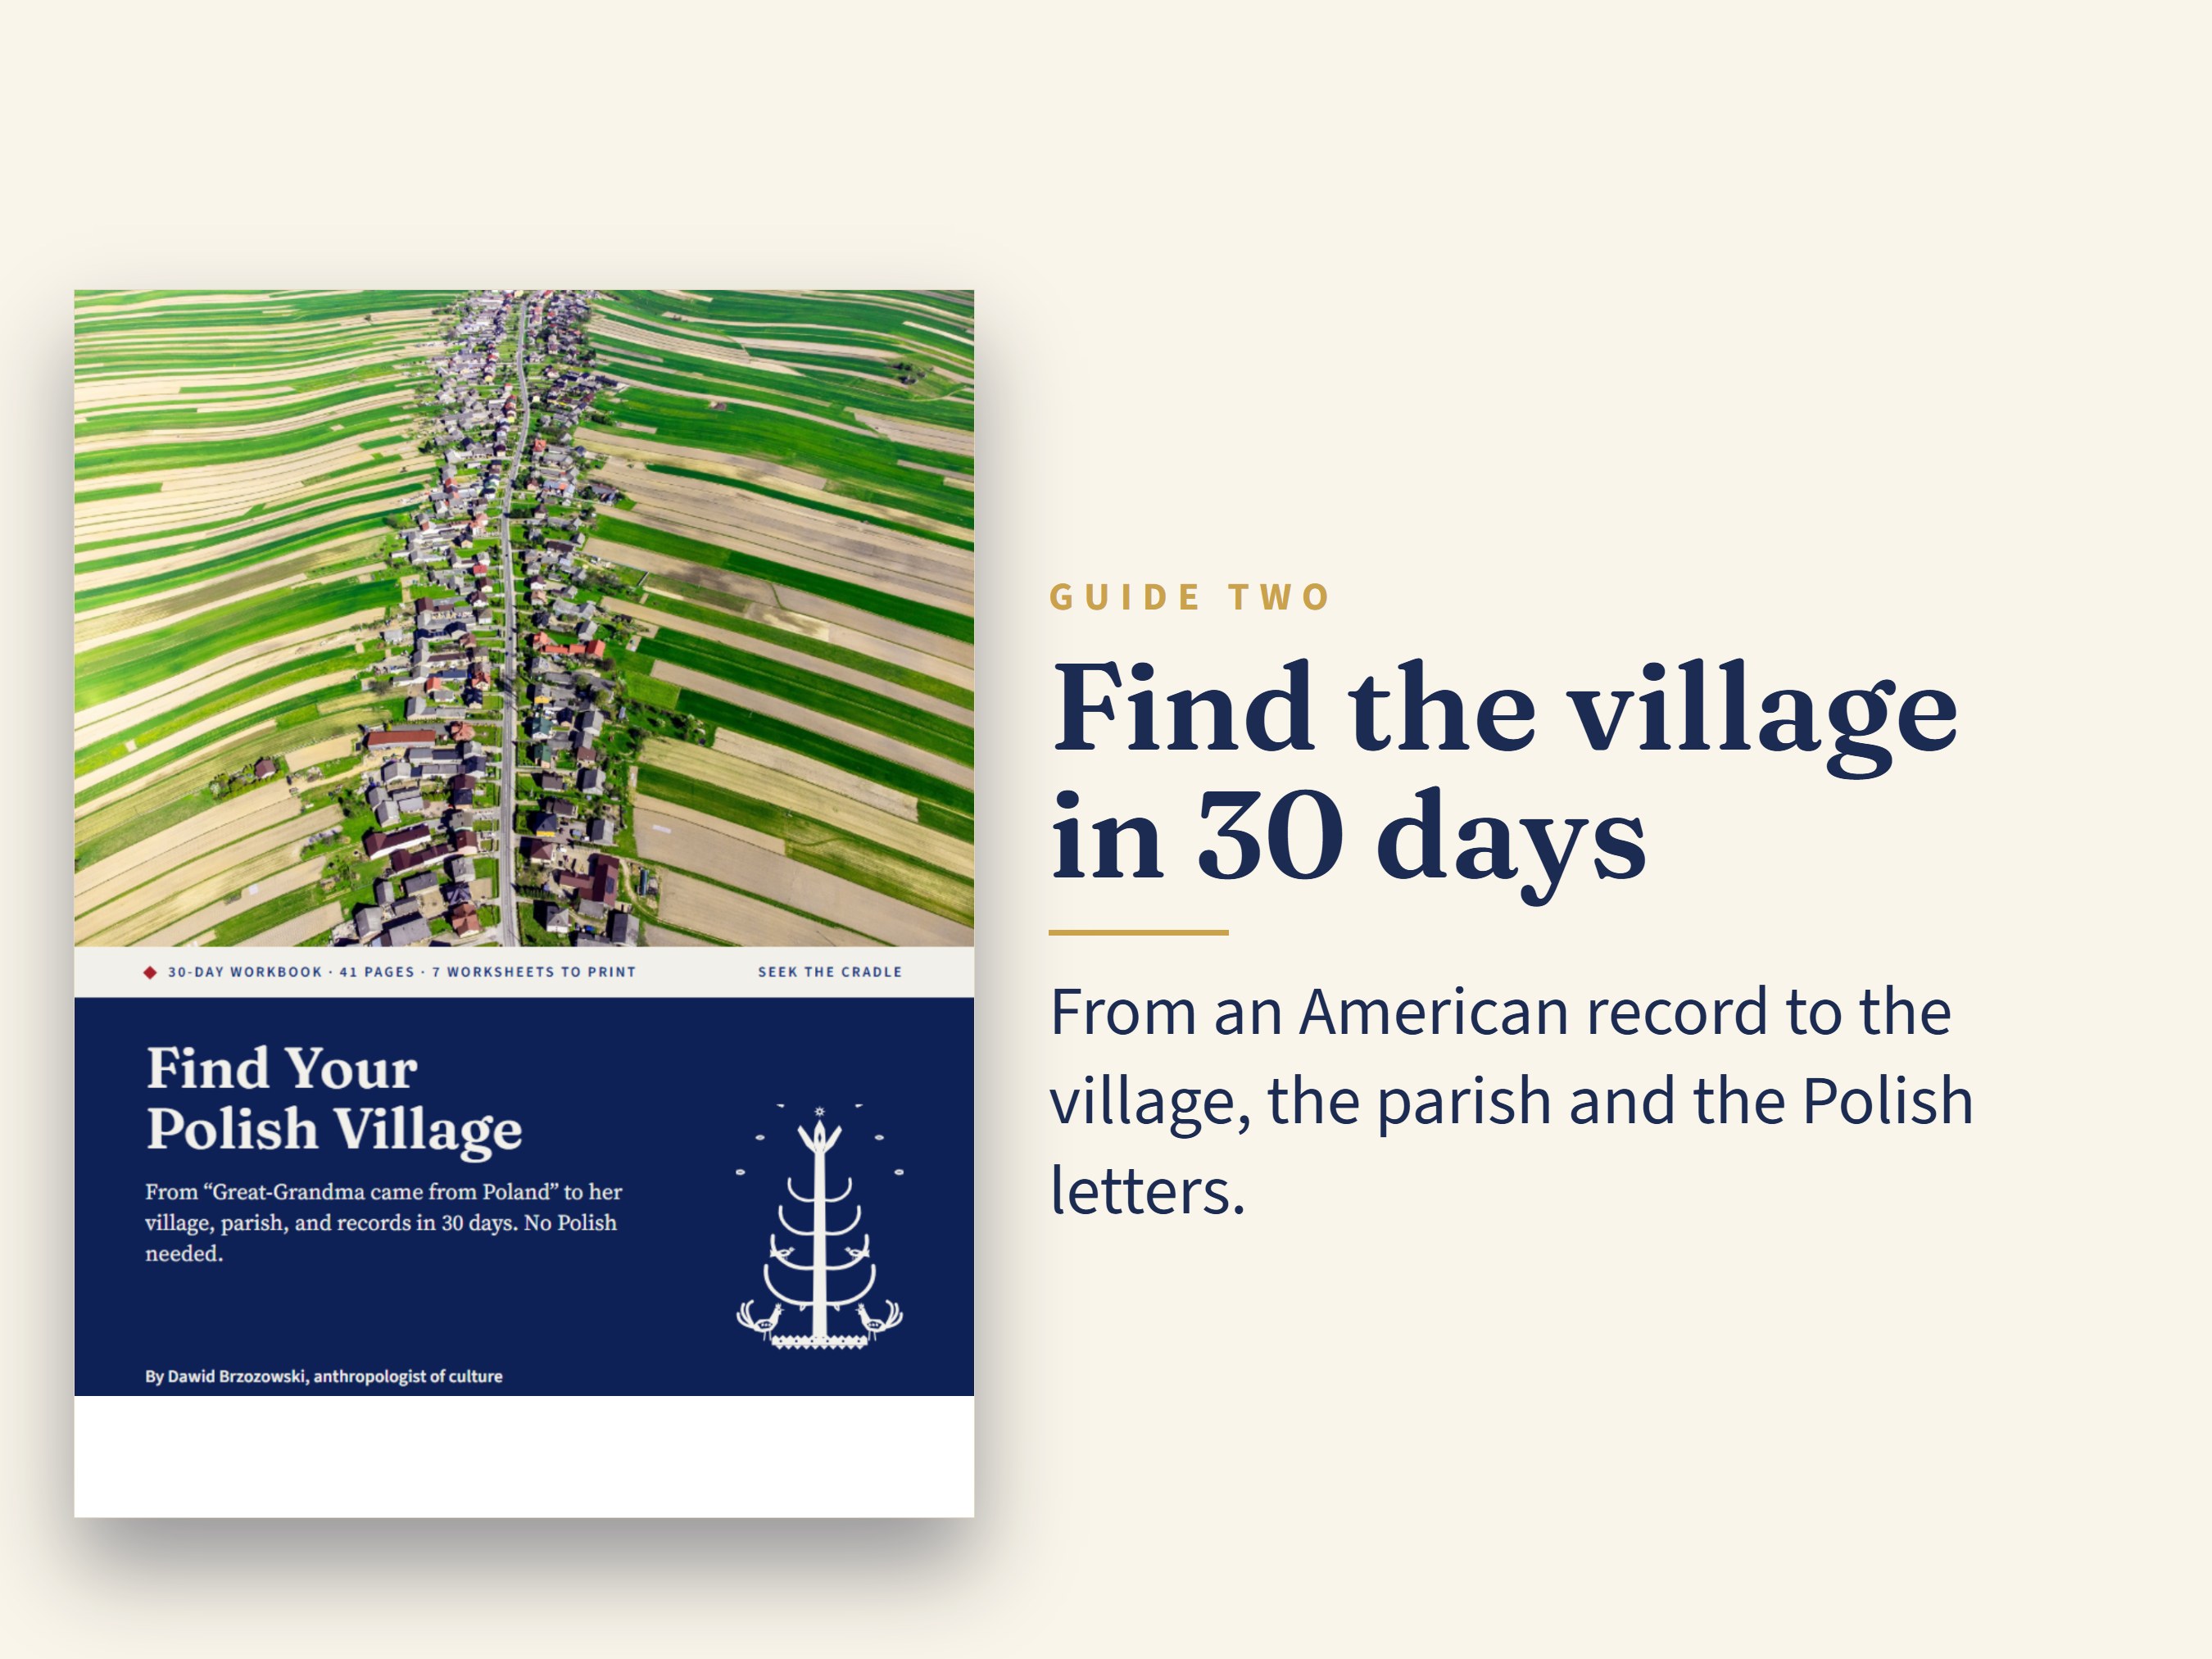 30-DAY WORKBOOK · 41 PAGES · 7 WORKSHEETS TO PRINT
SEEK THE CRADLE
Find Your
Polish Village
From “Great-Grandma came from Poland” to her
village, parish, and records in 30 days. No Polish
needed.
By Dawid Brzozowski, anthropologist of culture
GUIDE TWO
Find the village
in 30 days
From an American record to the
village, the parish and the Polish
letters.